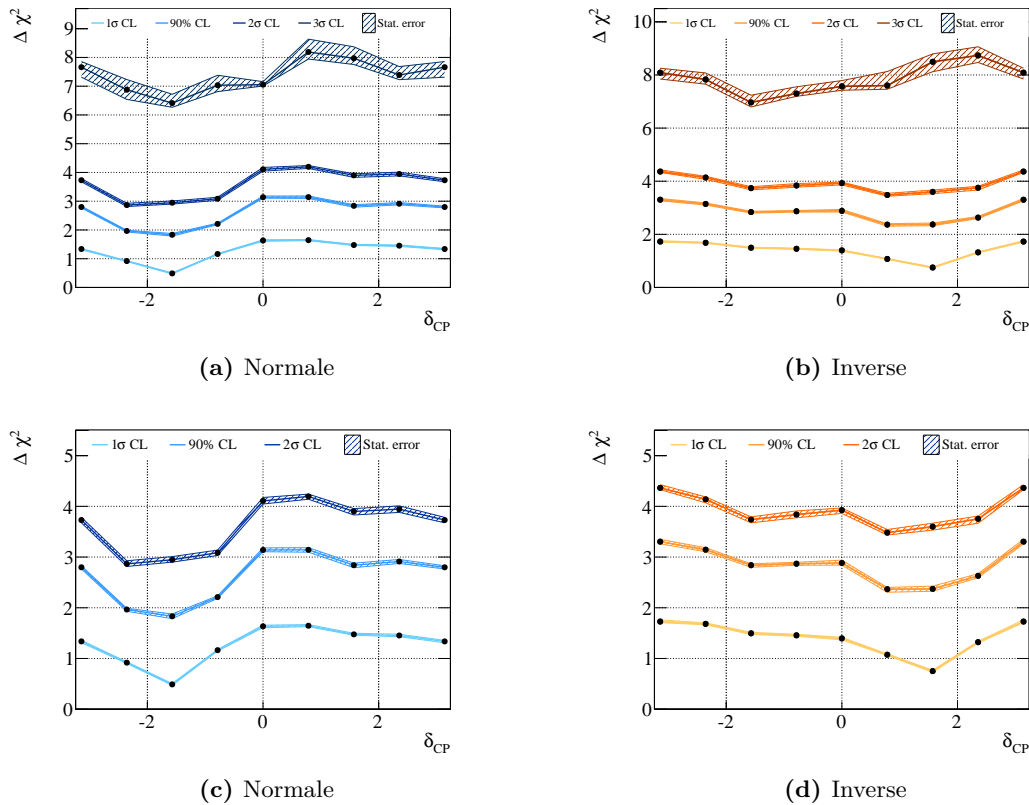 Δ χ²
1σ CL 90% CL 2σ CL 3σ CL Stat. error
9
8
7
6
5
4
3
2
1
0
-2 0 2
δCP
(a) Normale
Δ χ²
1σ CL 90% CL 2σ CL 3σ CL Stat. error
10
8
6
4
2
0
-2 0 2
δCP
(b) Inverse
Δ χ²
1σ CL 90% CL 2σ CL Stat. error
5
4
3
2
1
0
-2 0 2
δCP
(c) Normale
Δ χ²
1σ CL 90% CL 2σ CL Stat. error
5
4
3
2
1
0
-2 0 2
δCP
(d) Inverse